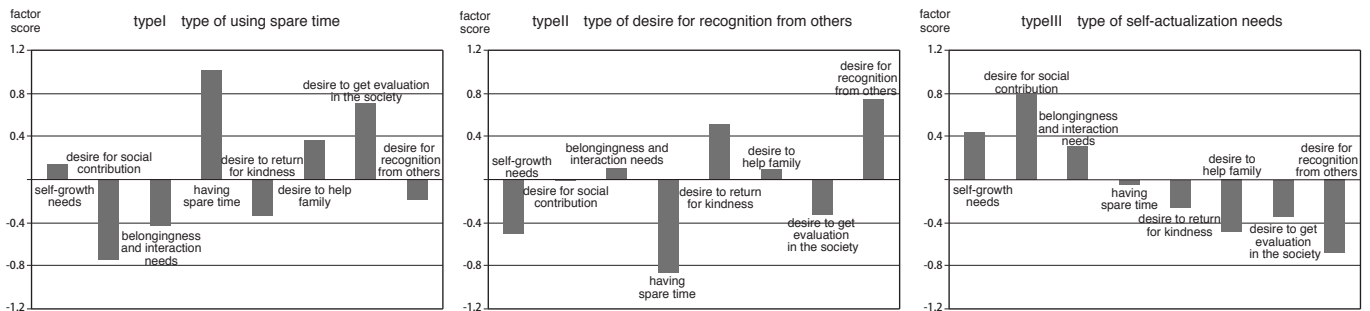 factor
score
typeI type of using spare time
1.2
0.8
0.4
-0.4
-0.8
-1.2
self-growth
needs
desire for social
contribution
belongingness
and interaction
needs
having
spare time
desire to return
for kindness
desire to help
family
desire to get evaluation
in the society
desire for
recognition
from others
factor
score
typeII type of desire for recognition from others
1.2
0.8
0.4
-0.4
-0.8
-1.2
self-growth
needs
desire for social
contribution
belongingness and
interaction needs
having
spare time
desire to return
for kindness
desire to
help family
desire to get
evaluation
in the society
desire for
recognition
from others
factor
score
typeIII type of self-actualization needs
1.2
0.8
0.4
-0.4
-0.8
-1.2
self-growth
needs
desire for social
contribution
belongingness
and interaction
needs
having
spare time
desire to return
for kindness
desire to
help family
desire to get
evaluation
in the society
desire for
recognition
from others